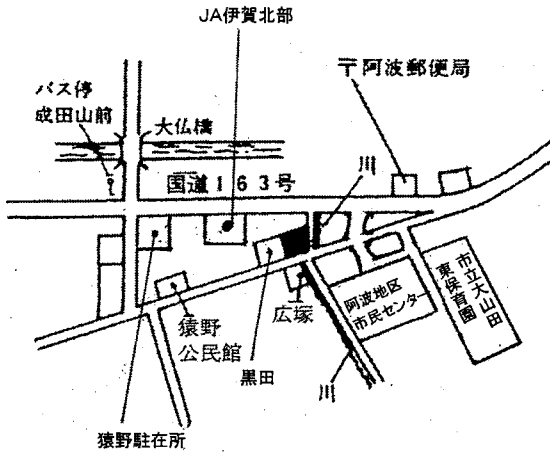 JA伊賀北部
〒阿波郵便局
バス停
成田山前
大仏橋
川
国道163号
猿野
公民館
広塚
黒田
阿波地区
市民センター
市立大山田
東保育園
川
猿野駐在所